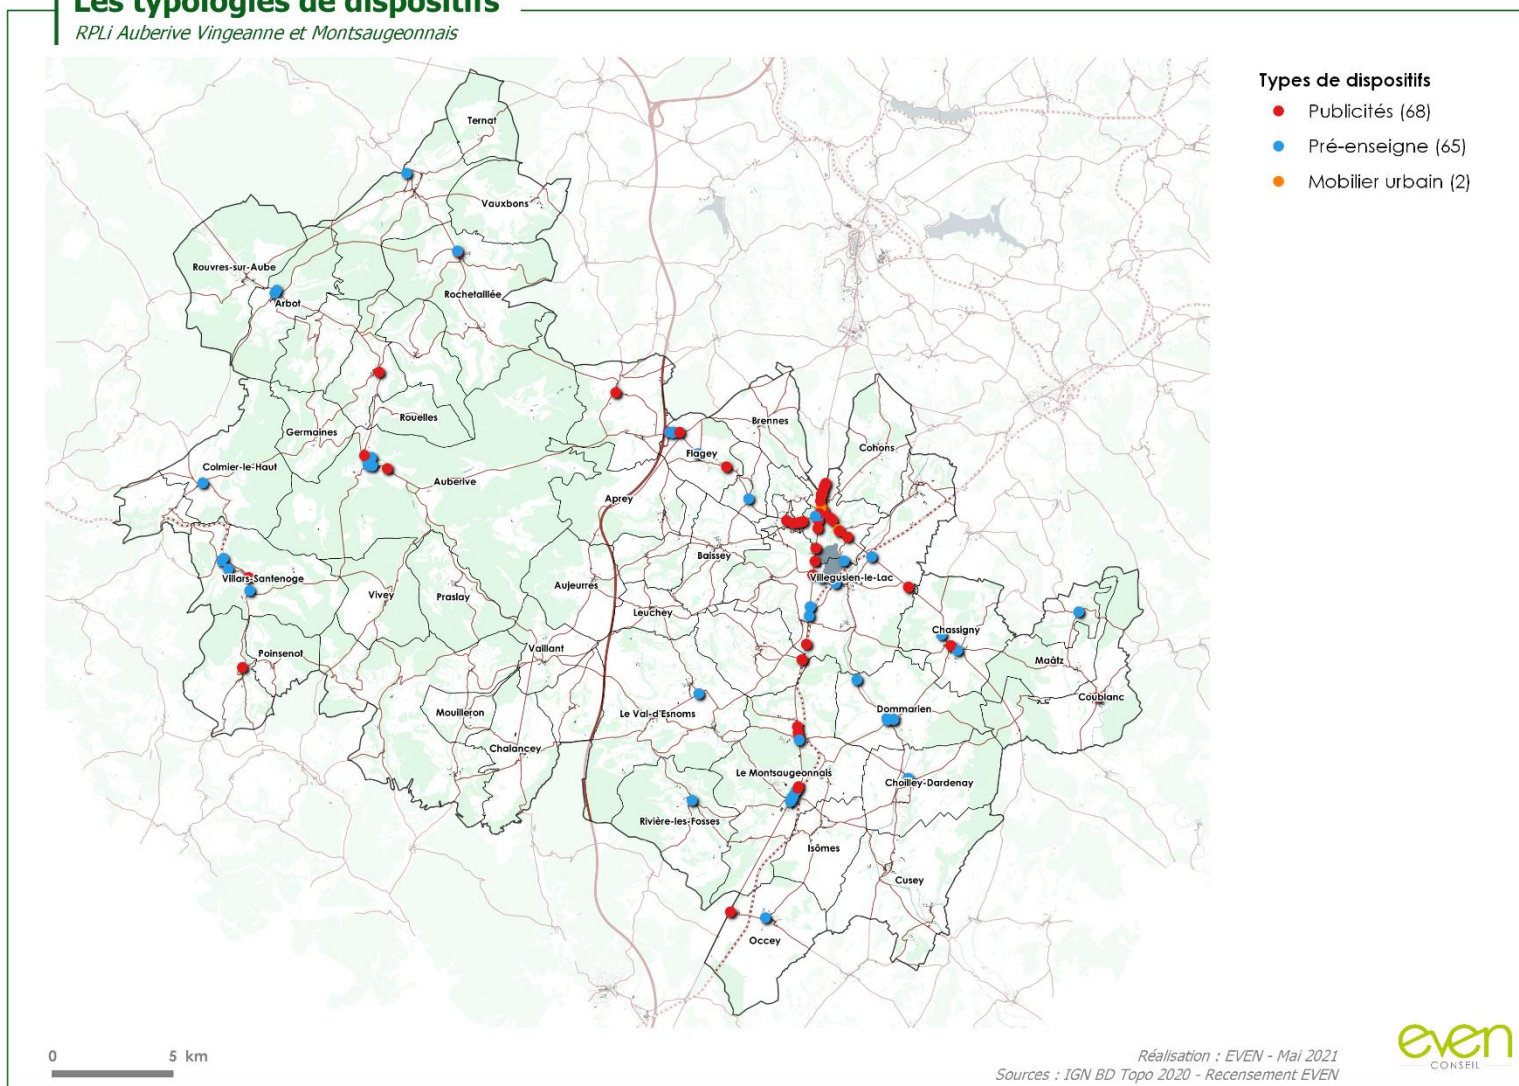 Les typologies de dispositifs
RPLi Auberive Vingeanne et Montsaugeonnais
Types de dispositifs
Publicités (68)
Pré-enseigne (65)
Mobilier urbain (2)
Ternat
Vauxbons
Rouvres-sur-Aube
Arbot
Rochetaillée
Rouelles
Germaines
Brennes
Cohons
Flagey
Colmier-le-Haut
Auberive
Aprey
Baissey
Villegusien-le-Lac
Villars-Santenoge
Vivey
Praslay
Aujeurres
Leuchey
Chassigny
Poinsenot
Vaillant
Maâtz
Coublanc
Mouilleron
Le Val-d'Esnoms
Dommarien
Chalancey
Le Montsaugeonnais
Choilley-Dardenay
Rivière-les-Fosses
Isômes
Cusey
Occey
0 5 km
Réalisation : EVEN - Mai 2021
Sources : IGN BD Topo 2020 - Recensement EVEN
even
CONSEIL